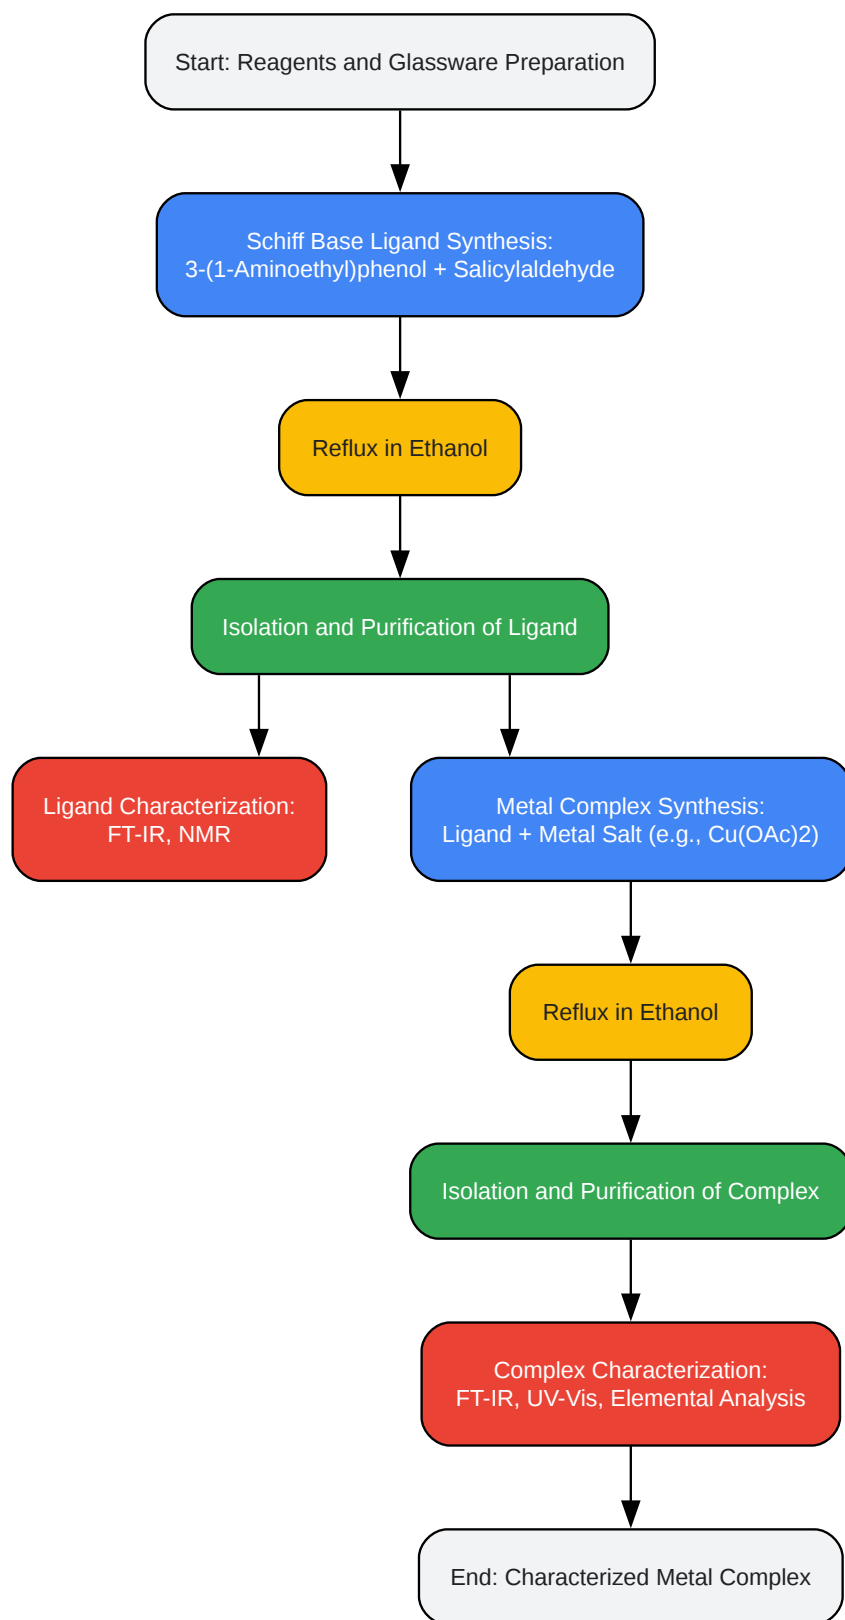 Start: Reagents and Glassware Preparation
Schiff Base Ligand Synthesis:
3-(1-Aminoethyl)phenol + Salicylaldehyde
Reflux in Ethanol
Isolation and Purification of Ligand
Ligand Characterization:
FT-IR, NMR
Metal Complex Synthesis:
Ligand + Metal Salt (e.g., Cu(OAc)2)
Reflux in Ethanol
Isolation and Purification of Complex
Complex Characterization:
FT-IR, UV-Vis, Elemental Analysis
End: Characterized Metal Complex